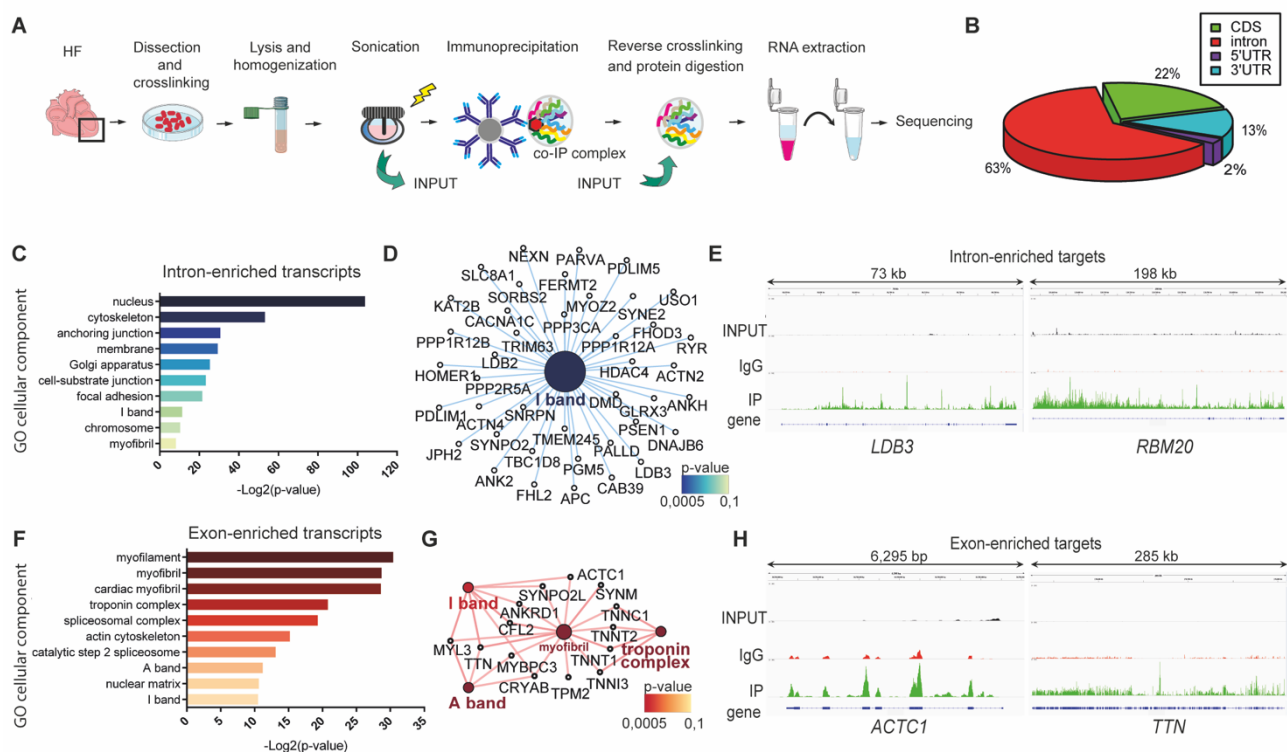 A
HF
Dissection and crosslinking
Lysis and homogenization
Sonication
Immunoprecipitation
Reverse crosslinking and protein digestion
RNA extraction
co-IP complex
INPUT
INPUT
Sequencing
B
CDS
intron
5'UTR
3'UTR
22%
13%
2%
63%
C
Intron-enriched transcripts
GO cellular component
nucleus
cytoskeleton
anchoring junction
membrane
Golgi apparatus
cell-substrate junction
focal adhesion
I band
chromosome
myofibril
0 20 40 60 80 100 120
-Log2(p-value)
D
NEXN
PARVA
SLC8A1
FERMT2
PDLIM5
KAT2B
SORBS2
MYOZ2
USO1
CACNA1C
PPP3CA
SYNE2
FHOD3
PPP1R12B
TRIM63
PPP1R12A
RYR
LDB2
HDAC4
HOMER1
ACTN2
PPP2R5A
I band
DMD
ANKH
PDLIM1
SNRPN
GLRX3
ACTN4
PSEN1
SYNPO2
TMEM245
DNAJB6
JPH2
TBC1D8
PALLD
PGM5
LDB3
ANK2
CAB39
FHL2
APC
p-value
0,0005 0,1
E
Intron-enriched targets
73 kb
198 kb
INPUT
IgG
IP
gene
LDB3
RBM20
F
Exon-enriched transcripts
GO cellular component
myofilament
myofibril
cardiac myofibril
troponin complex
spliceosomal complex
actin cytoskeleton
catalytic step 2 spliceosome
A band
nuclear matrix
I band
0 5 10 15 20 25 30 35
-Log2(p-value)
G
ACTC1
I band
SYNPO2L
SYNM
ANKRD1
TNNC1
CFL2
TNNT2
myofibril
troponin complex
MYL3
TTN
MYBPC3
TNNT1
CRYAB
TNNI3
A band
TPM2
p-value
0,0005 0,1
H
Exon-enriched targets
6,295 bp
285 kb
INPUT
IgG
IP
gene
ACTC1
TTN